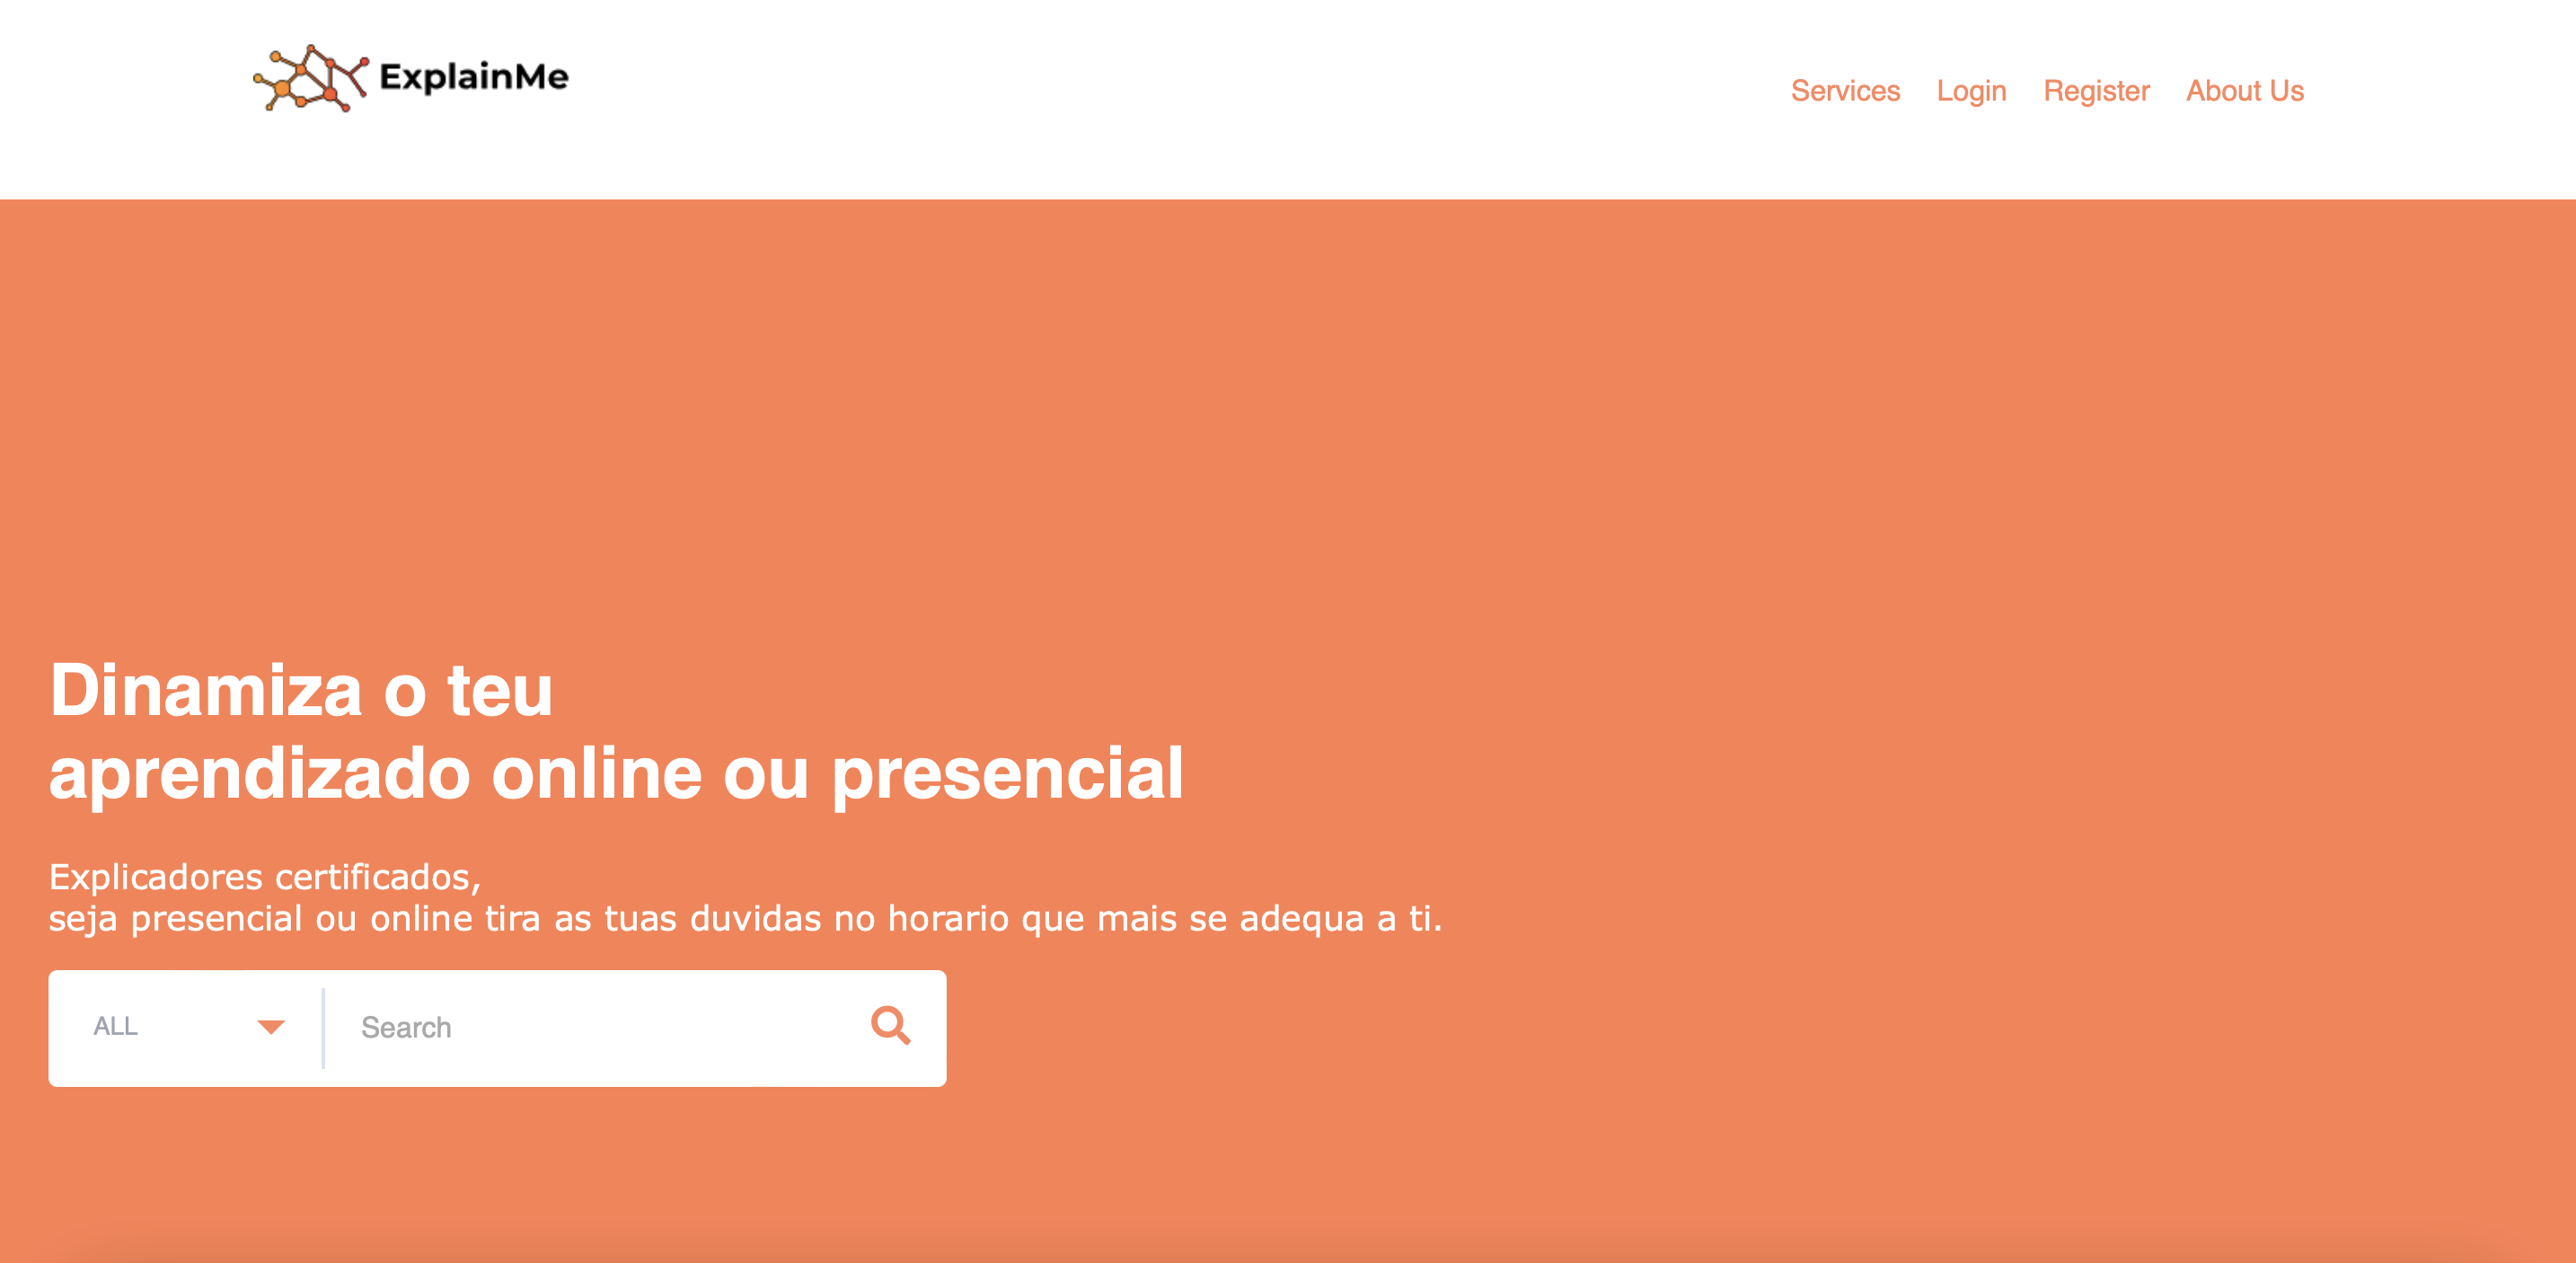 ExplainMe
Services Login Register About Us
Dinamiza o teu
aprendizado online ou presencial
Explicadores certificados,
seja presencial ou online tira as tuas duvidas no horario que mais se adequa a ti.
ALL Search